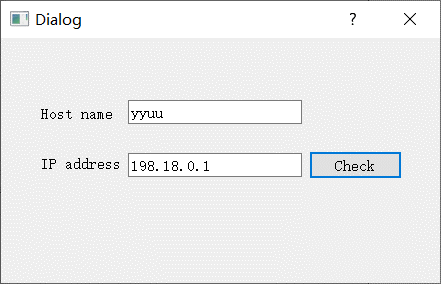 Dialog
Host name yyuu
IP address 198.18.0.1 Check